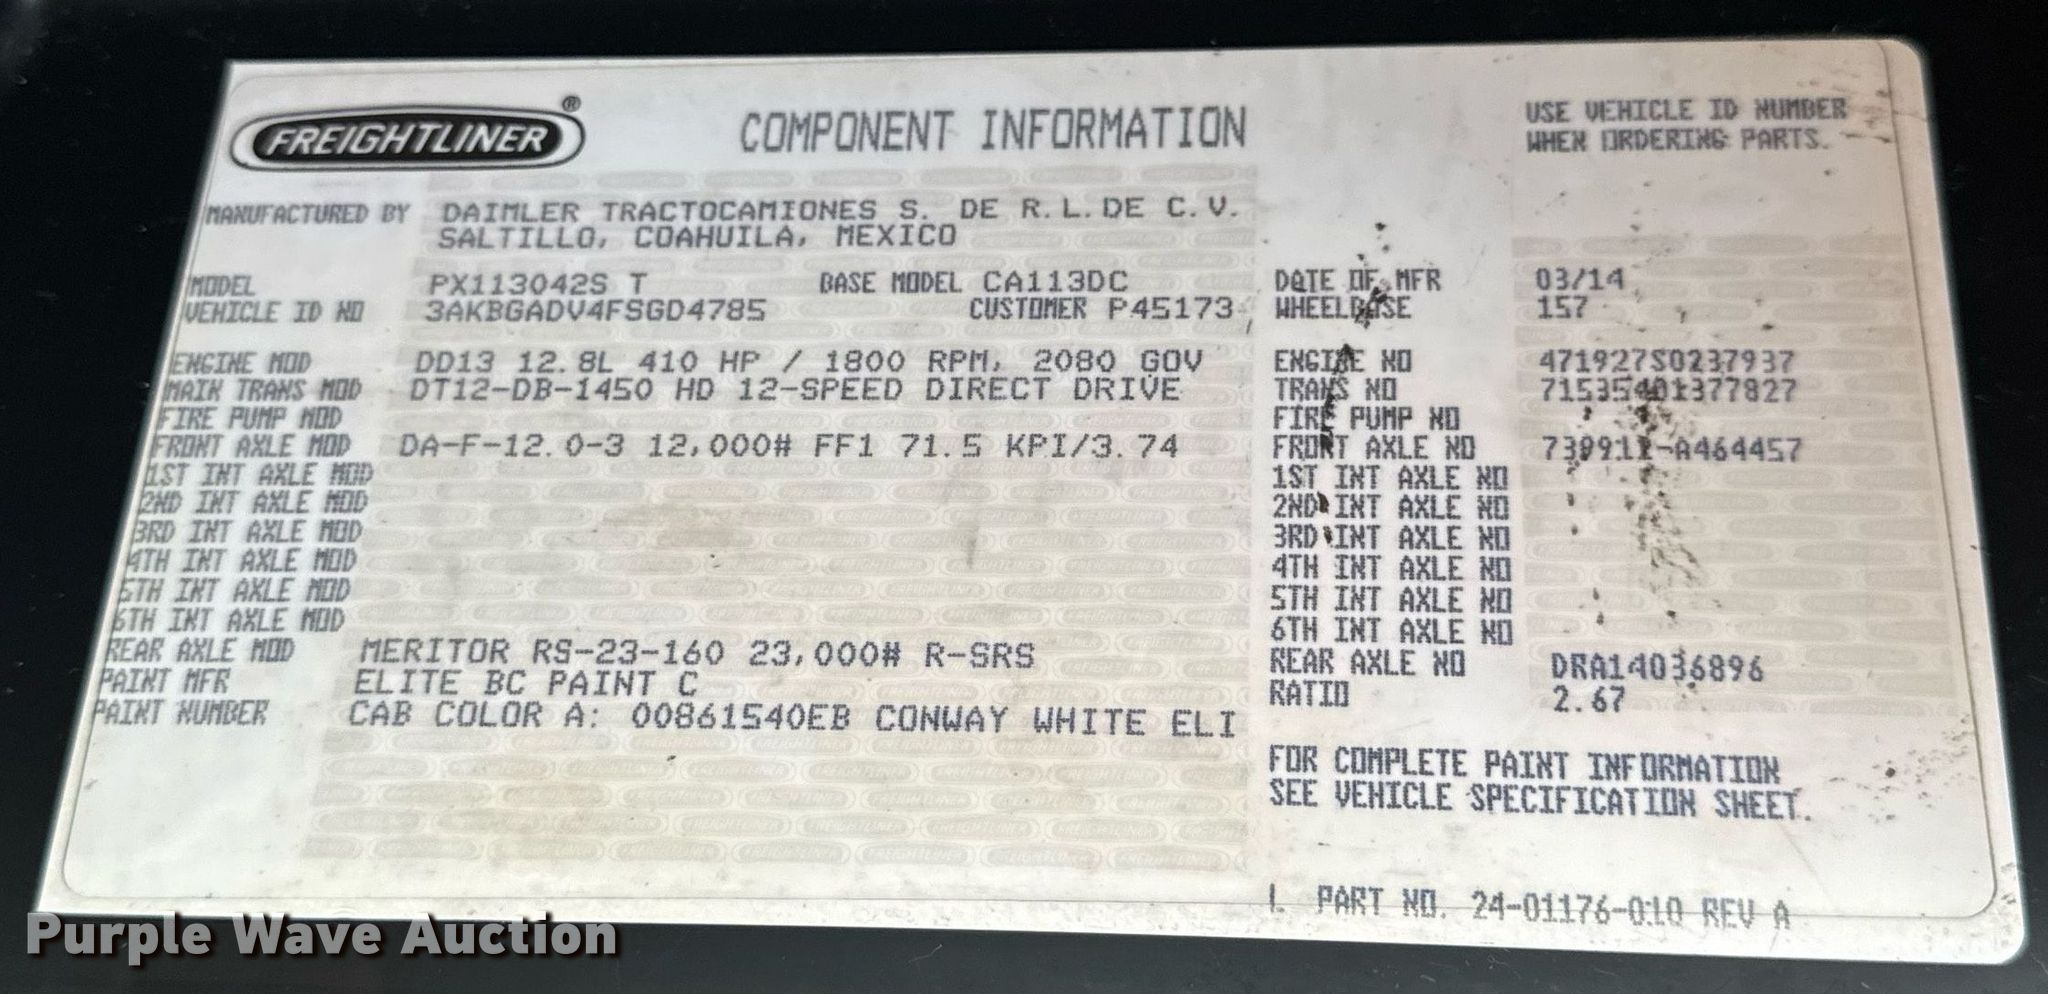 FREIGHTLINER®
COMPONENT INFORMATION
USE VEHICLE ID NUMBER
WHEN ORDERING PARTS.
MANUFACTURED BY DAIMLER TRACTOCAMIONES S. DE R.L. DE C.V.
SALTILLO, COAHUILA, MEXICO
MODEL PX113042S T BASE MODEL CA113DC DATE OF MFR 03/14
VEHICLE ID NO 3AKBGADV4FSGD4785 CUSTOMER P45173 WHEELBASE 157
ENGINE MOD DD13 12.8L 410 HP / 1800 RPM, 2080 GOV ENGINE NO 471927S0237937
MAIN TRANS MOD DT12-DB-1450 HD 12-SPEED DIRECT DRIVE TRANS NO 71535401377827
FIRE PUMP MOD FIRE PUMP NO
FRONT AXLE MOD DA-F-12.0-3 12,000# FF1 71.5 KPI/3.74 FRONT AXLE NO
1ST INT AXLE MOD 1ST INT AXLE NO
2ND INT AXLE MOD 2ND INT AXLE NO
3RD INT AXLE MOD 3RD INT AXLE NO
4TH INT AXLE MOD 4TH INT AXLE NO
5TH INT AXLE MOD 5TH INT AXLE NO
6TH INT AXLE MOD 6TH INT AXLE NO
REAR AXLE MOD MERITOR RS-23-160 23,000# R-SRS REAR AXLE NO DRA14036896
PAINT MFR ELITE BC PAINT C RATIO 2.67
PAINT NUMBER CAB COLOR A: 00861540EB CONWAY WHITE ELI
FOR COMPLETE PAINT INFORMATION
SEE VEHICLE SPECIFICATION SHEET.
PART NO. 24-01176-010 REV A
Purple Wave Auction